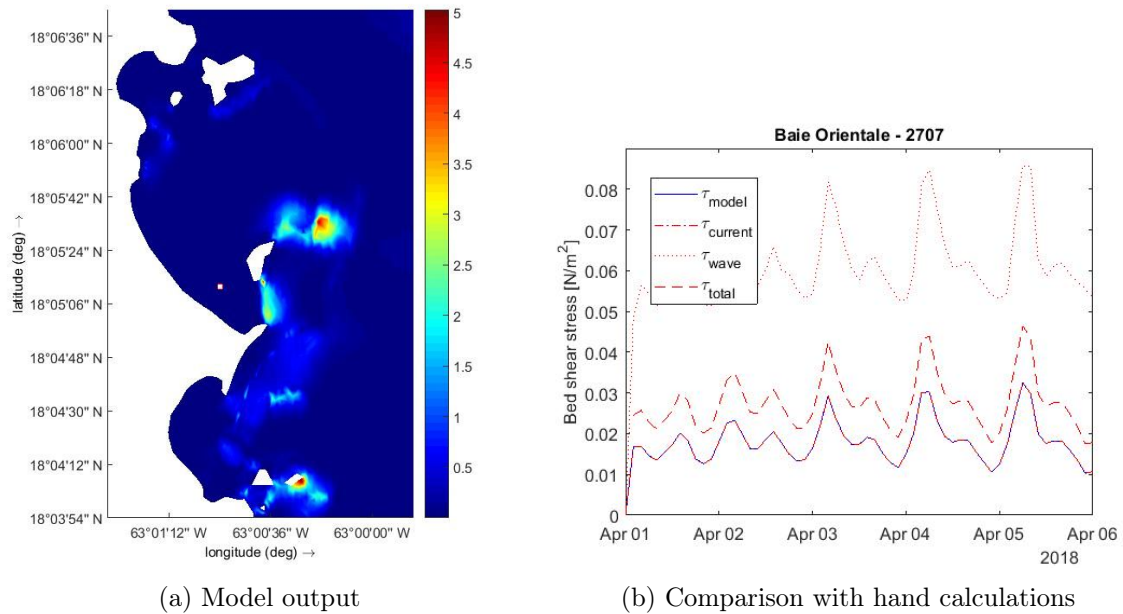 18°06'36" N
18°06'18" N
18°06'00" N
18°05'42" N
18°05'24" N
18°05'06" N
18°04'48" N
18°04'30" N
18°04'12" N
18°03'54" N
latitude (deg) →
63°01'12" W 63°00'36" W 63°00'00" W
longitude (deg) →
5
4.5
4
3.5
3
2.5
2
1.5
1
0.5
(a) Model output
Baie Orientale - 2707
Bed shear stress [N/m²]
0.08
0.07
0.06
0.05
0.04
0.03
0.02
0.01
0
τmodel
τcurrent
τwave
τtotal
Apr 01 Apr 02 Apr 03 Apr 04 Apr 05 Apr 06
2018
(b) Comparison with hand calculations